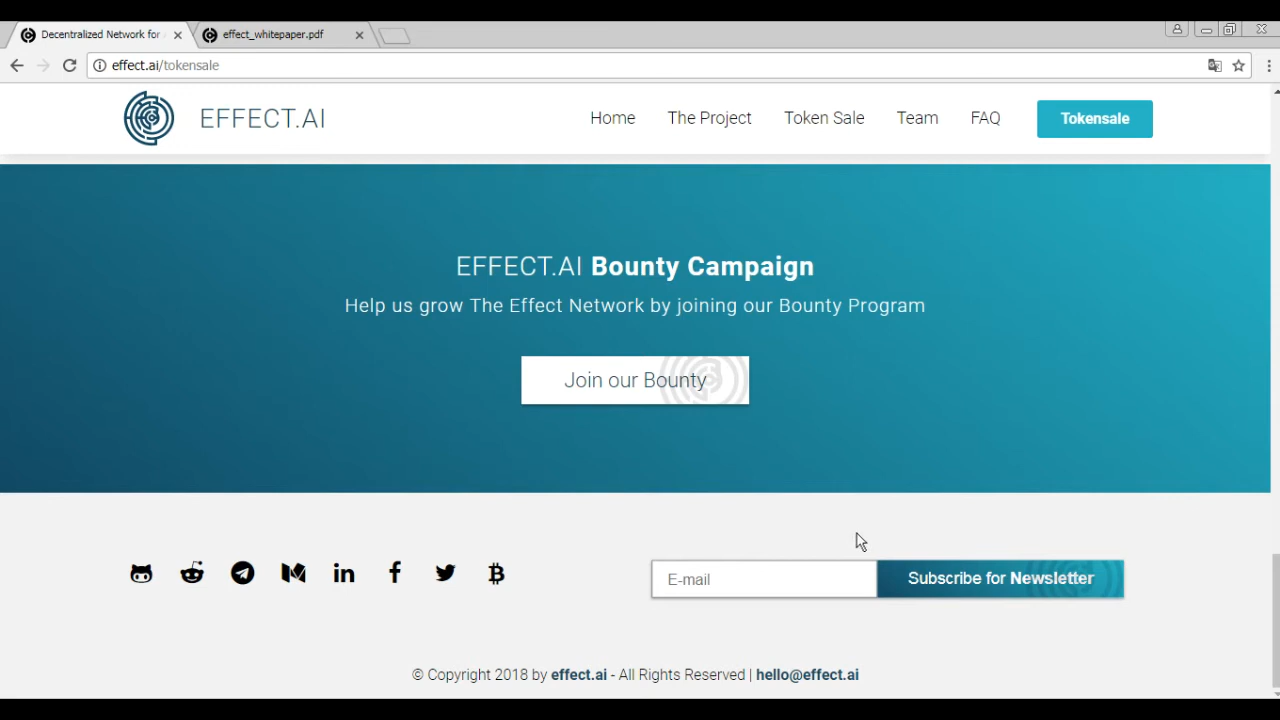 Decentralized Network for
effect_whitepaper.pdf
effect.ai/tokensale
EFFECT.AI
Home
The Project
Token Sale
Team
FAQ
Tokensale
EFFECT.AI Bounty Campaign
Help us grow The Effect Network by joining our Bounty Program
Join our Bounty
E-mail
Subscribe for Newsletter
© Copyright 2018 by effect.ai - All Rights Reserved | hello@effect.ai